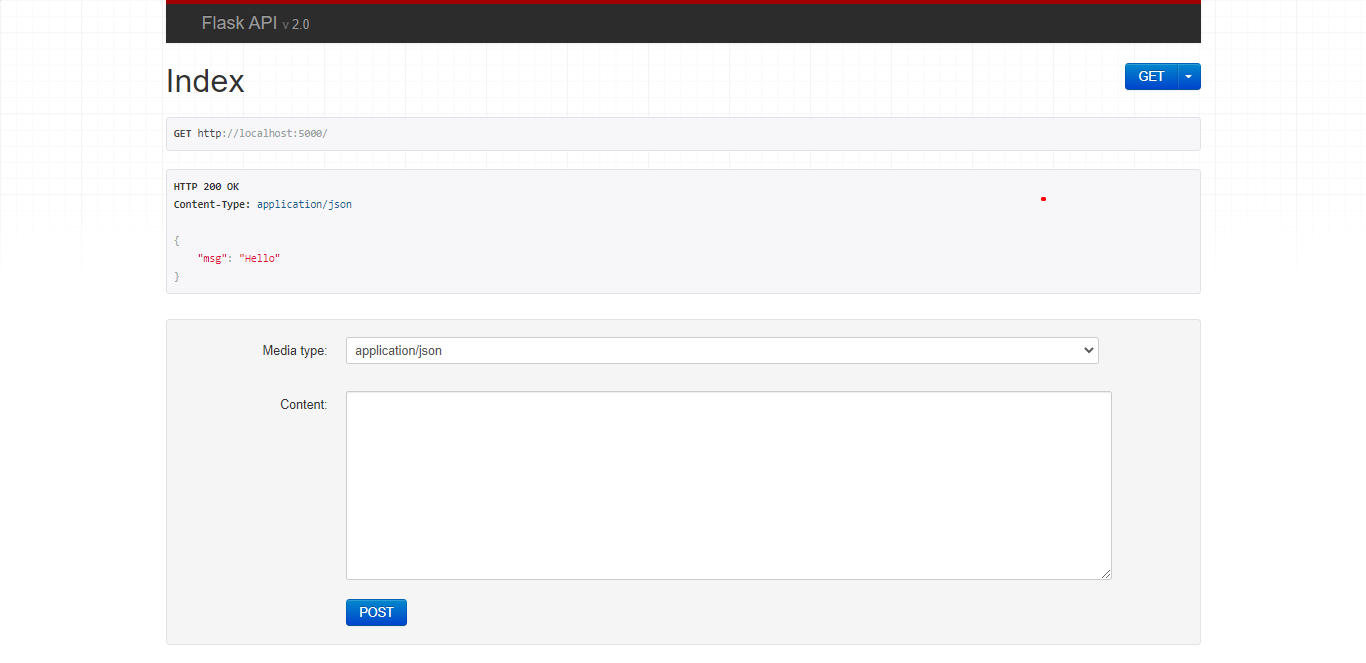 Flask API v 2.0
Index
GET
GET http://localhost:5000/
HTTP 200 OK
Content-Type: application/json
{
    "msg": "Hello"
}
Media type: application/json
Content:
POST